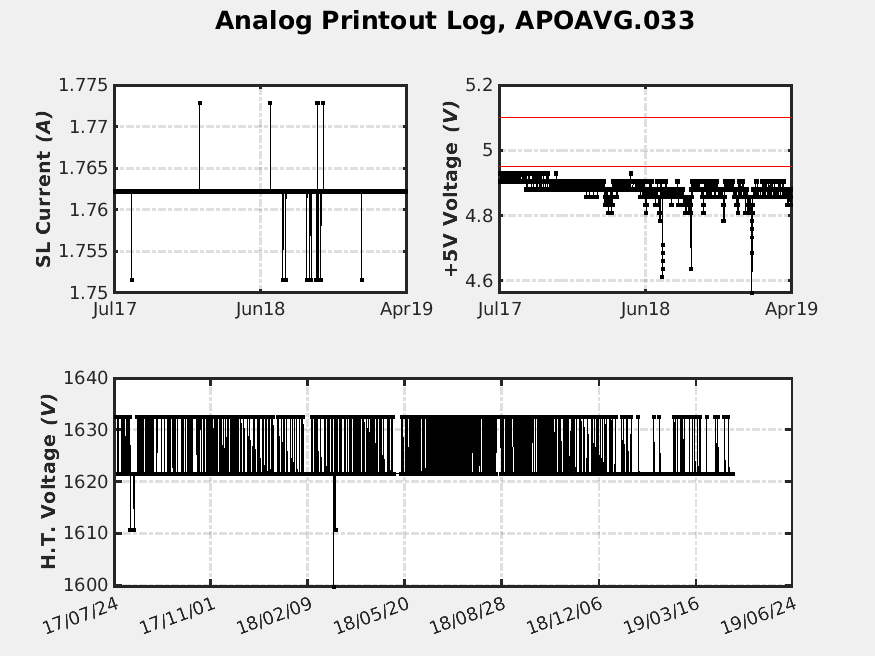 Analog Printout Log, APOAVG.033
SL Current (A)
1.775
1.77
1.765
1.76
1.755
1.75
Jul17 Jun18 Apr19
+5V Voltage (V)
5.2
5
4.8
4.6
Jul17 Jun18 Apr19
H.T. Voltage (V)
1640
1630
1620
1610
1600
17/07/24 17/11/01 18/02/09 18/05/20 18/08/28 18/12/06 19/03/16 19/06/24